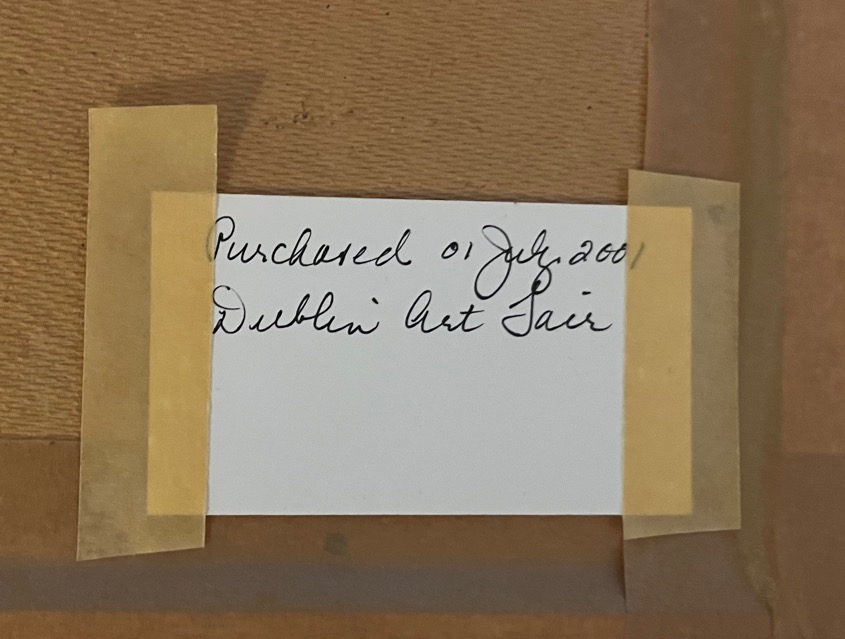 Purchased 01 July 2001
Dublin Art Fair